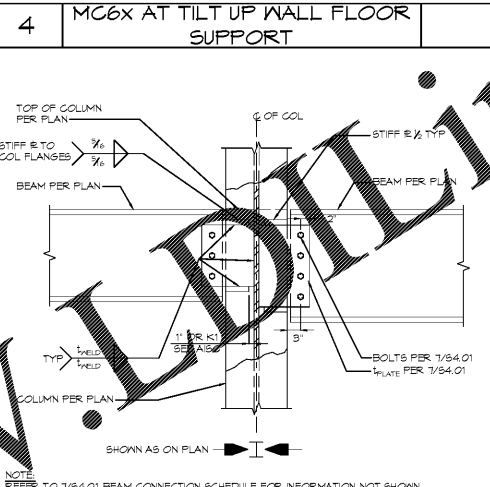 4
MC6x AT TILT UP WALL FLOOR
SUPPORT
TOP OF COLUMN
PER PLAN
℄ OF COL
STIFF ⅊ TO
COL FLANGES
5/16
5/16
STIFF ⅊ ½ TYP
BEAM PER PLAN
BEAM PER PLAN
2"
1" OR K1
SEE AISC
3"
TYP
tWELD
tWELD
BOLTS PER 7/S4.01
tPLATE PER 7/S4.01
COLUMN PER PLAN
SHOWN AS ON PLAN
NOTE:
REFER TO 7/S4.01 BEAM CONNECTION SCHEDULE FOR INFORMATION NOT SHOWN